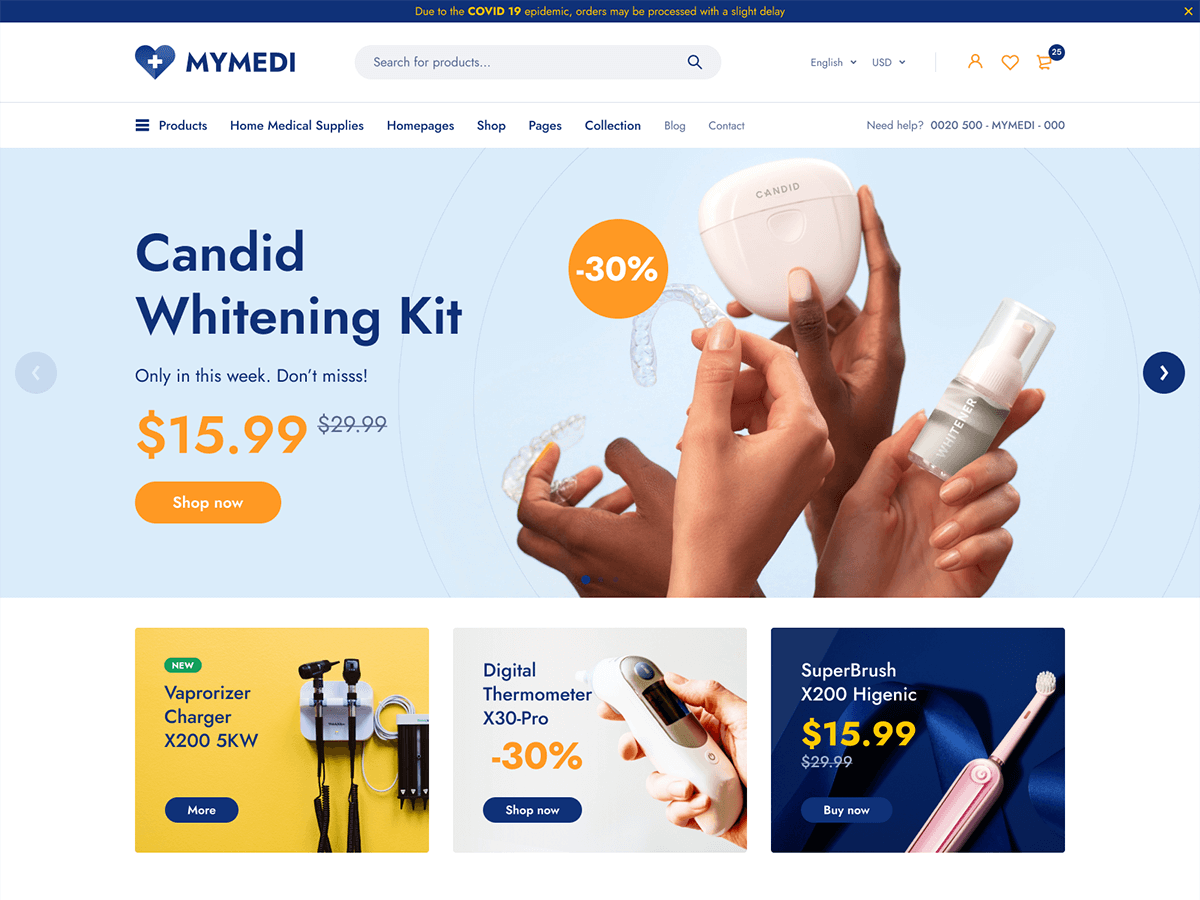 Due to the COVID 19 epidemic, orders may be processed with a slight delay
MYMEDI
Search for products...
English
USD
25
Products
Home Medical Supplies
Homepages
Shop
Pages
Collection
Blog
Contact
Need help? 0020 500 - MYMEDI - 000
Candid
Whitening Kit
Only in this week. Don't misss!
$15.99 $29.99
Shop now
-30%
CANDID
WHITENER
NEW
Vaprorizer
Charger
X200 5KW
More
Digital
Thermometer
X30-Pro
-30%
Shop now
SuperBrush
X200 Higenic
$15.99
$29.99
Buy now